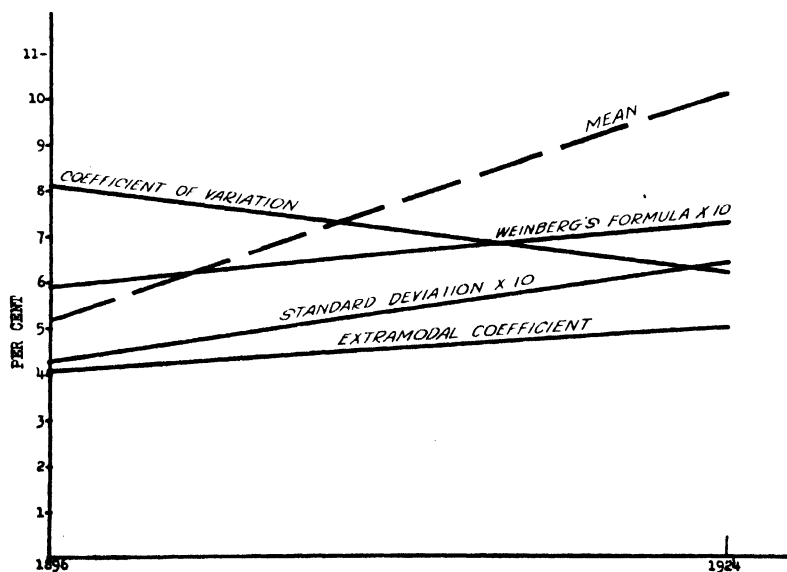 11
10
9
8
7
6
5
4
3
2
1
PER CENT
MEAN
COEFFICIENT OF VARIATION
WEINBERG'S FORMULA X 10
STANDARD DEVIATION X 10
EXTRAMODAL COEFFICIENT
1896
1924